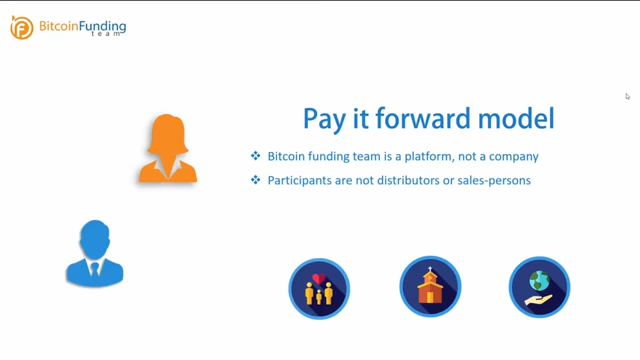 BitcoinFunding
team
Pay it forward model
❖ Bitcoin funding team is a platform, not a company
❖ Participants are not distributors or sales-persons